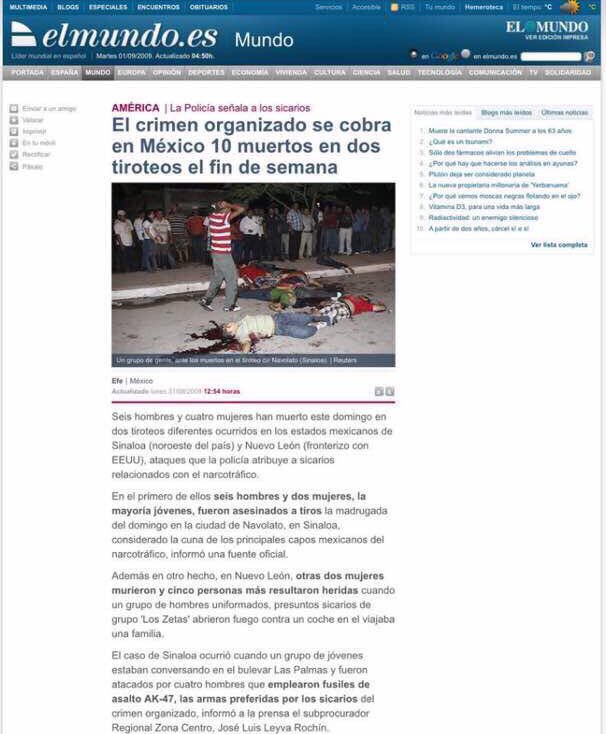 MULTIMEDIA BLOGS ESPECIALES ENCUENTROS OBITUARIOS
Servicios Accesible RSS Tu mundo Hemeroteca El tiempo °C °C
elmundo.es Mundo
EL MUNDO
VER EDICIÓN IMPRESA
Líder mundial en español | Martes 01/09/2009. Actualizado 04:50h.
en Google en elmundo.es
PORTADA ESPAÑA MUNDO EUROPA OPINIÓN DEPORTES ECONOMÍA VIVIENDA CULTURA CIENCIA SALUD TECNOLOGÍA COMUNICACIÓN TV SOLIDARIDAD
Enviar a un amigo
Valorar
Imprimir
En tu móvil
Rectificar
AMÉRICA | La Policía señala a los sicarios
El crimen organizado se cobra
en México 10 muertos en dos
tiroteos el fin de semana
Un grupo de gente, ante los muertos en el tiroteo de Navolato (Sinaloa). | Reuters
Efe | México
Actualizado lunes 31/08/2009 12:54 horas
Seis hombres y cuatro mujeres han muerto este domingo en
dos tiroteos diferentes ocurridos en los estados mexicanos de
Sinaloa (noroeste del país) y Nuevo León (fronterizo con
EEUU), ataques que la policía atribuye a sicarios
relacionados con el narcotráfico.
En el primero de ellos seis hombres y dos mujeres, la
mayoría jóvenes, fueron asesinados a tiros la madrugada
del domingo en la ciudad de Navolato, en Sinaloa,
considerado la cuna de los principales capos mexicanos del
narcotráfico, informó una fuente oficial.
Además en otro hecho, en Nuevo León, otras dos mujeres
murieron y cinco personas más resultaron heridas cuando
un grupo de hombres uniformados, presuntos sicarios de
grupo 'Los Zetas' abrieron fuego contra un coche en el viajaba
una familia.
El caso de Sinaloa ocurrió cuando un grupo de jóvenes
estaban conversando en el bulevar Las Palmas y fueron
atacados por cuatro hombres que emplearon fusiles de
asalto AK-47, las armas preferidas por los sicarios del
crimen organizado, informó a la prensa el subprocurador
Regional Zona Centro, José Luis Leyva Rochín.
Noticias más leídas Blogs más leídos Últimas noticias
1. Muere la cantante Donna Summer a los 63 años
2. ¿Qué es un tsunami?
3. Sólo dos fármacos alivian los problemas de cuello
4. ¿Por qué hay que hacerse los análisis en ayunas?
5. Plutón deja ser considerado planeta
6. La nueva propietaria millonaria de 'Yerbabuena'
7. ¿Por qué vemos moscas negras flotando en el ojo?
8. Vitamina D3, para una vida más larga
9. Radiactividad: un enemigo silencioso
10. A partir de dos años, cárcel sí o sí
Ver lista completa